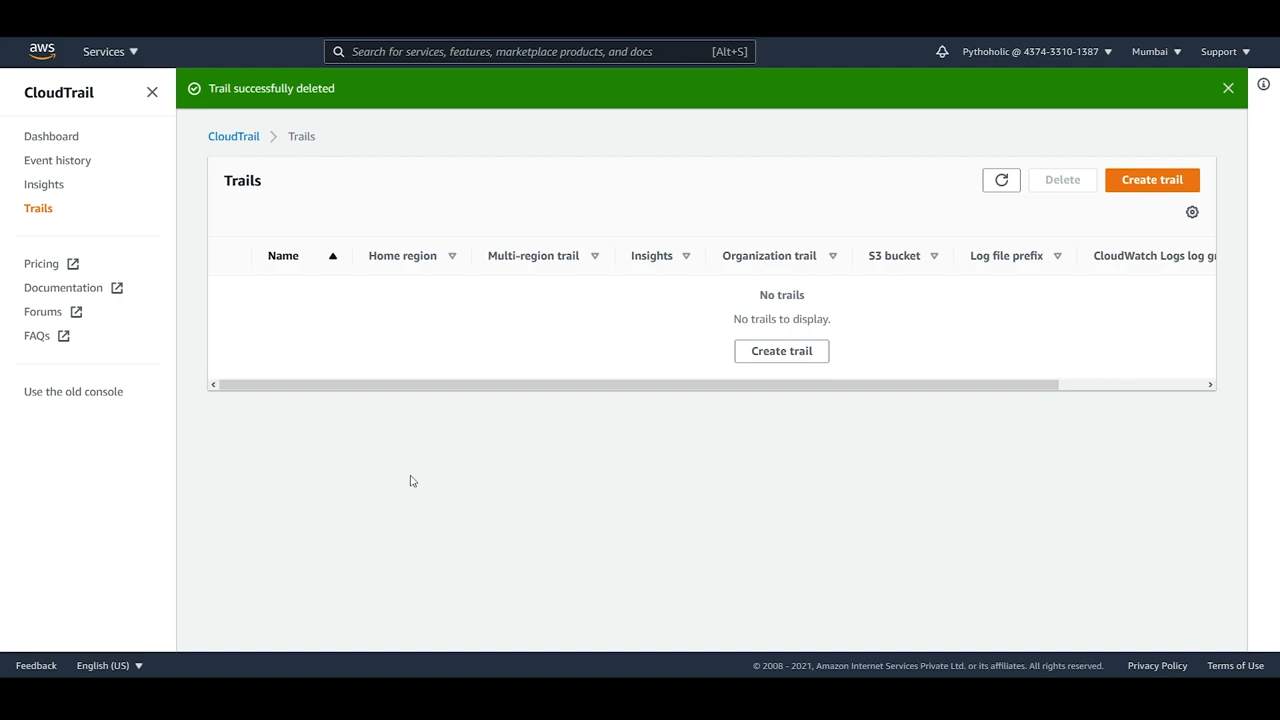 aws
Services
Search for services, features, marketplace products, and docs
[Alt+S]
Pythoholic @ 4374-3310-1387
Mumbai
Support
CloudTrail
Dashboard
Event history
Insights
Trails
Pricing
Documentation
Forums
FAQs
Use the old console
Trail successfully deleted
CloudTrail
Trails
Trails
Delete
Create trail
Name
Home region
Multi-region trail
Insights
Organization trail
S3 bucket
Log file prefix
CloudWatch Logs log gr
No trails
No trails to display.
Create trail
Feedback
English (US)
© 2008 - 2021, Amazon Internet Services Private Ltd. or its affiliates. All rights reserved.
Privacy Policy
Terms of Use